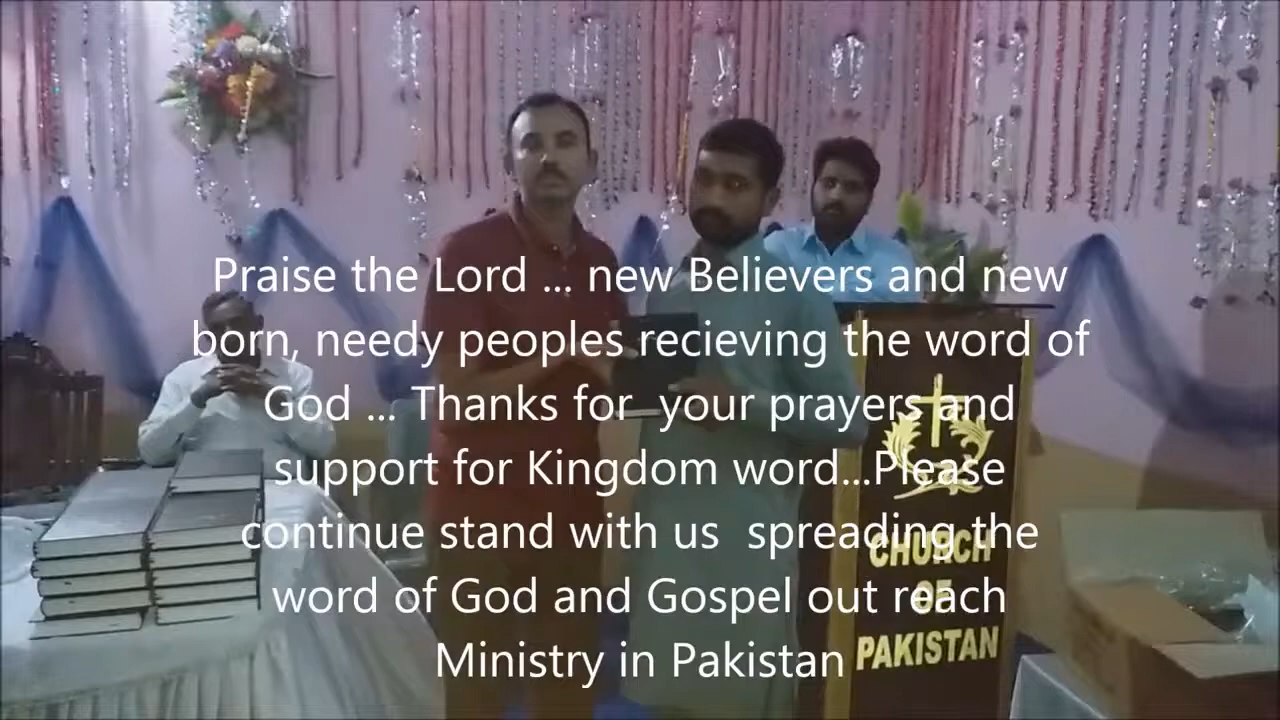 Praise the Lord ... new Believers and new
born, needy peoples recieving the word of
God ... Thanks for  your prayers and
support for Kingdom word...Please
continue stand with us  spreading the
word of God and Gospel out reach
Ministry in Pakistan
CHURCH
OF
PAKISTAN